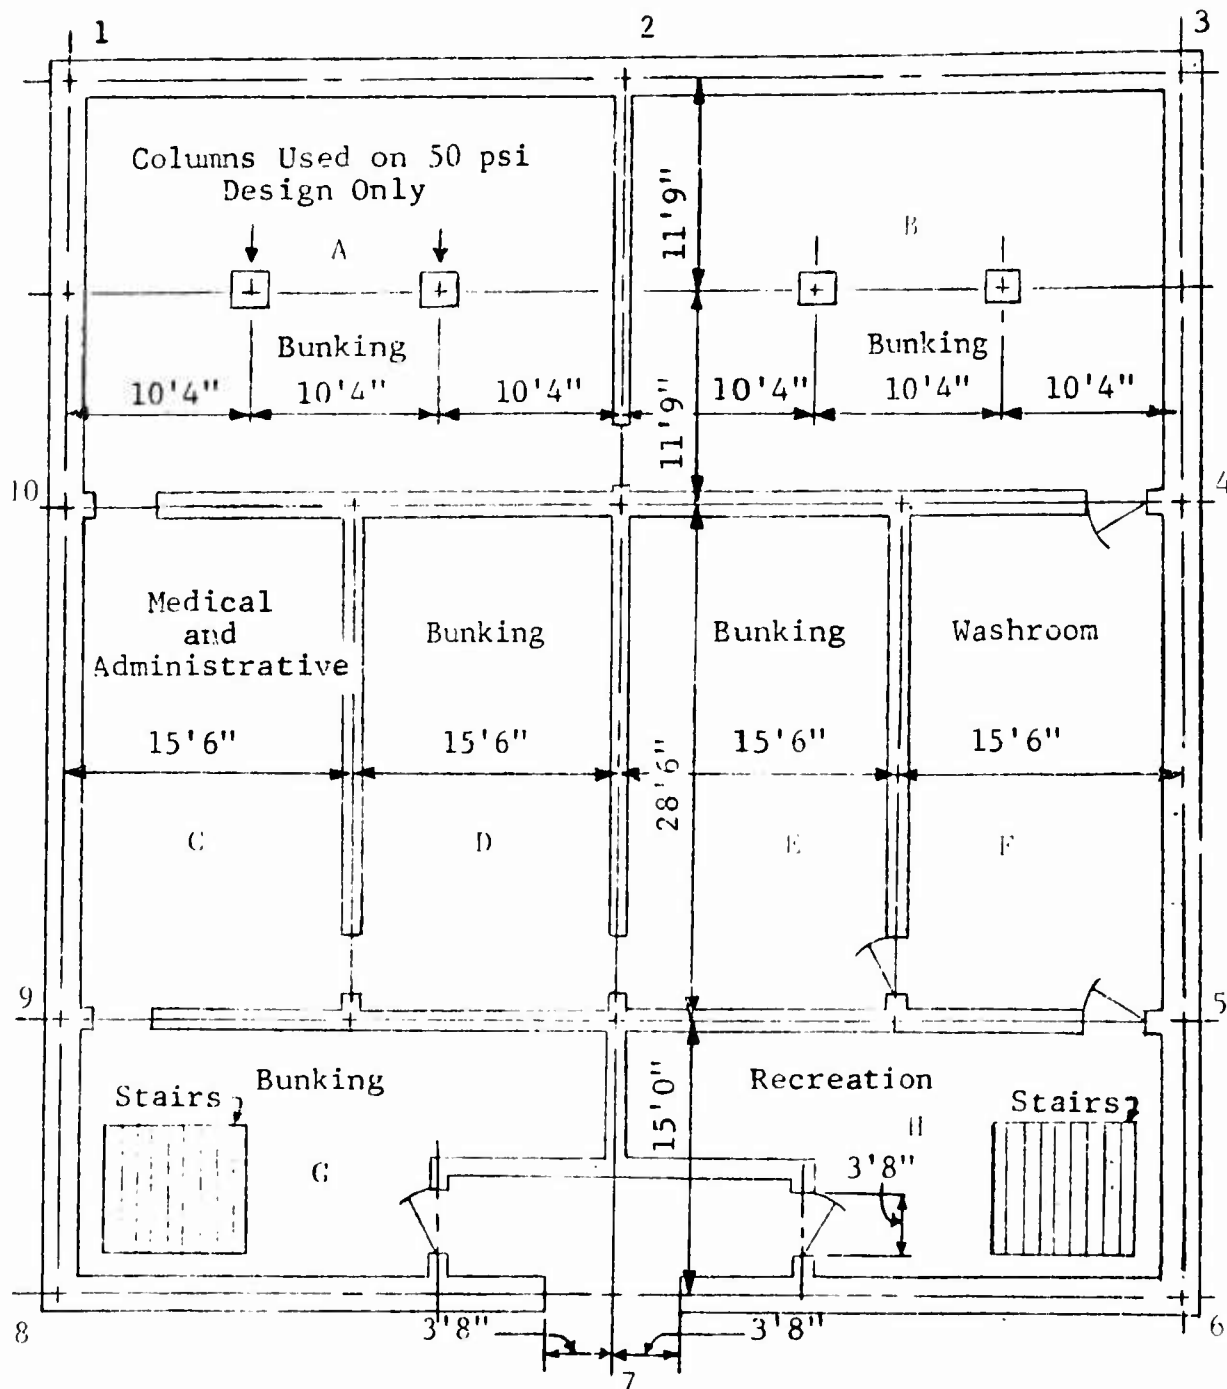 1
2
3
Columns Used on 50 psi
Design Only
A
B
11'9"
Bunking
Bunking
10'4"
10'4"
10'4"
10'4"
10'4"
10'4"
11'9"
10
4
Medical
and
Administrative
Bunking
Bunking
Washroom
15'6"
15'6"
15'6"
15'6"
28'6"
C
D
E
F
9
5
Bunking
Recreation
Stairs
Stairs
15'0"
G
H
3'8"
8
3'8"
3'8"
6
7